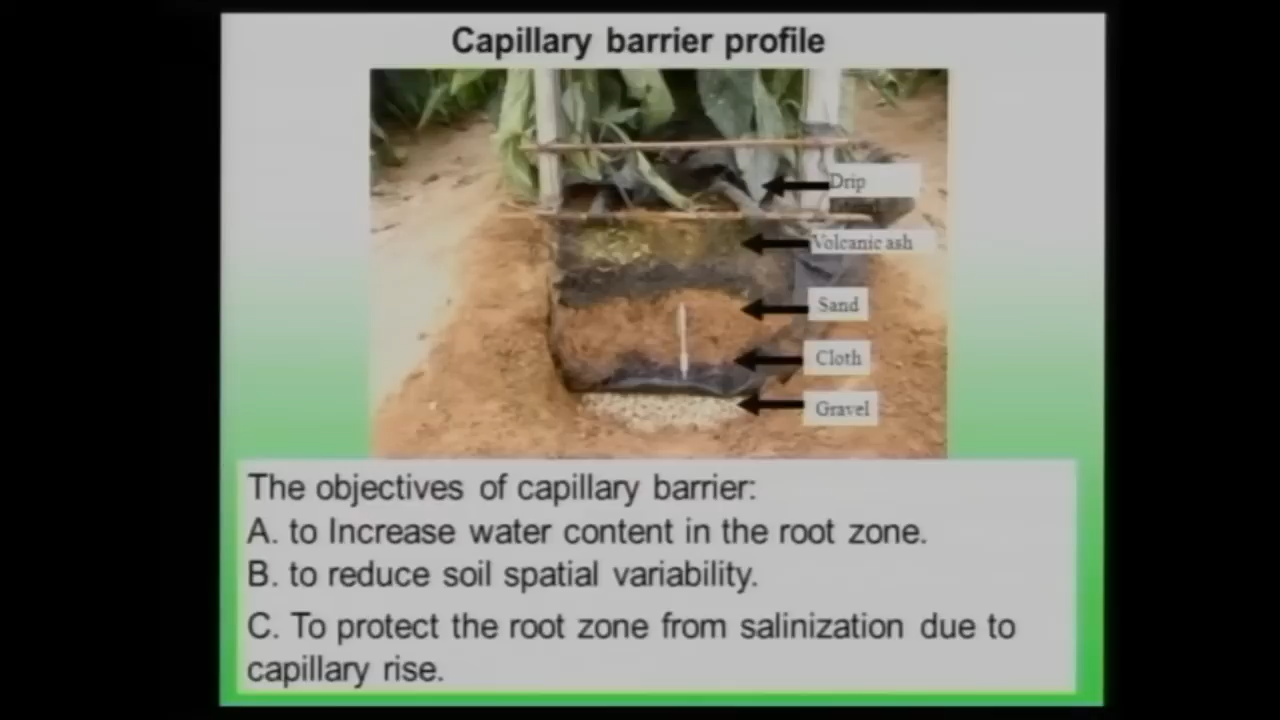 Capillary barrier profile
Drip
Volcanic ash
Sand
Cloth
Gravel
The objectives of capillary barrier:
A. to Increase water content in the root zone.
B. to reduce soil spatial variability.
C. To protect the root zone from salinization due to
capillary rise.